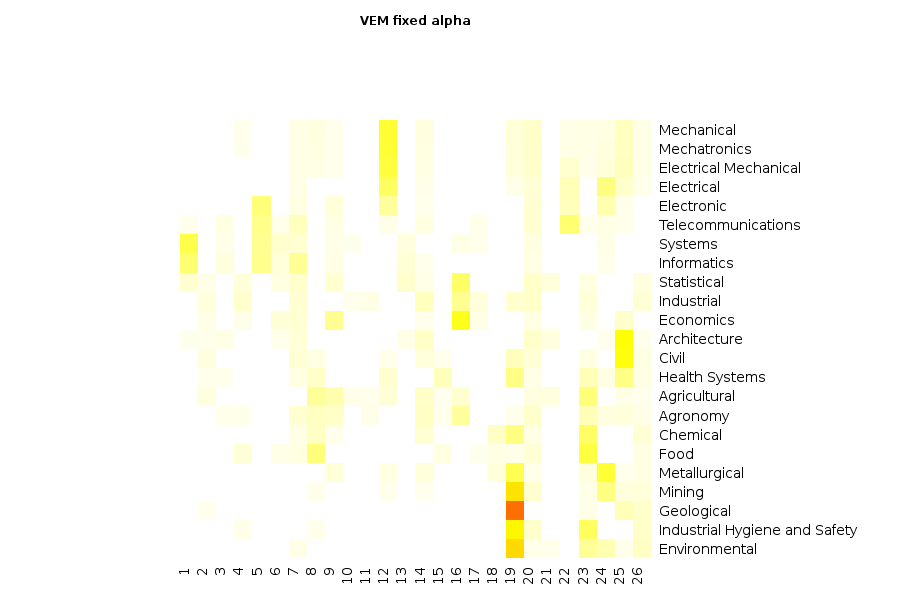 VEM fixed alpha
Mechanical
Mechatronics
Electrical Mechanical
Electrical
Electronic
Telecommunications
Systems
Informatics
Statistical
Industrial
Economics
Architecture
Civil
Health Systems
Agricultural
Agronomy
Chemical
Food
Metallurgical
Mining
Geological
Industrial Hygiene and Safety
Environmental
1 2 3 4 5 6 7 8 9 10 11 12 13 14 15 16 17 18 19 20 21 22 23 24 25 26